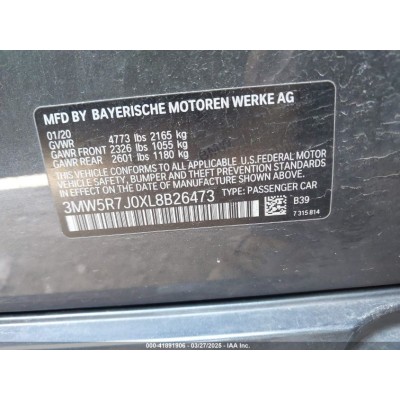 MFD BY BAYERISCHE MOTOREN WERKE AG
01/20
GVWR 4773 lbs 2165 kg
GAWR FRONT 2326 lbs 1055 kg
GAWR REAR 2601 lbs 1180 kg
THIS VEHICLE CONFORMS TO ALL APPLICABLE U.S. FEDERAL MOTOR
VEHICLE SAFETY, BUMPER, AND THEFT PREVENTION STANDARDS IN
EFFECT ON THE DATE OF MANUFACTURE SHOWN ABOVE.
3MW5R7J0XL8B26473 TYPE: PASSENGER CAR
B39
7 315 814
000-41891906 — 03/27/2025 — IAA Inc.